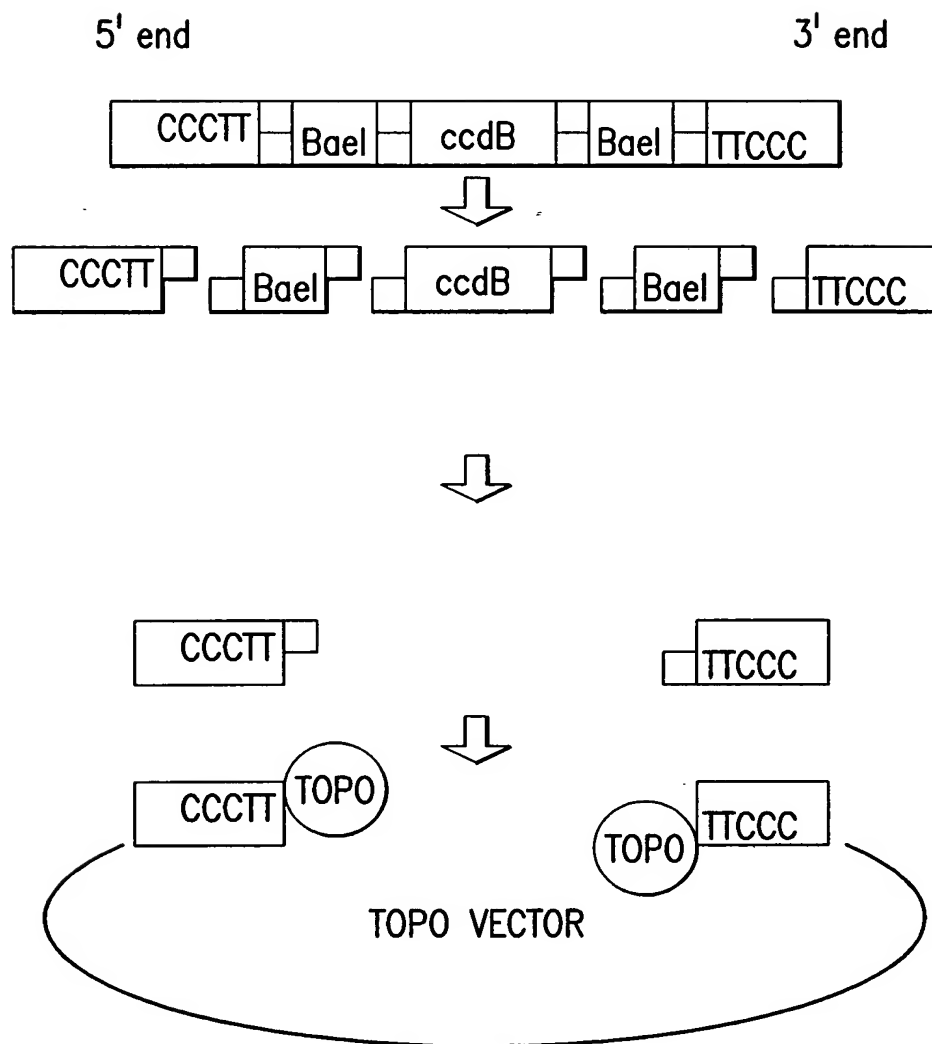 5' end 3' end
CCCTT BaeI ccdB BaeI TTCCC
CCCTT BaeI ccdB BaeI TTCCC
CCCTT TTCCC
CCCTT TOPO TOPO TTCCC
TOPO VECTOR